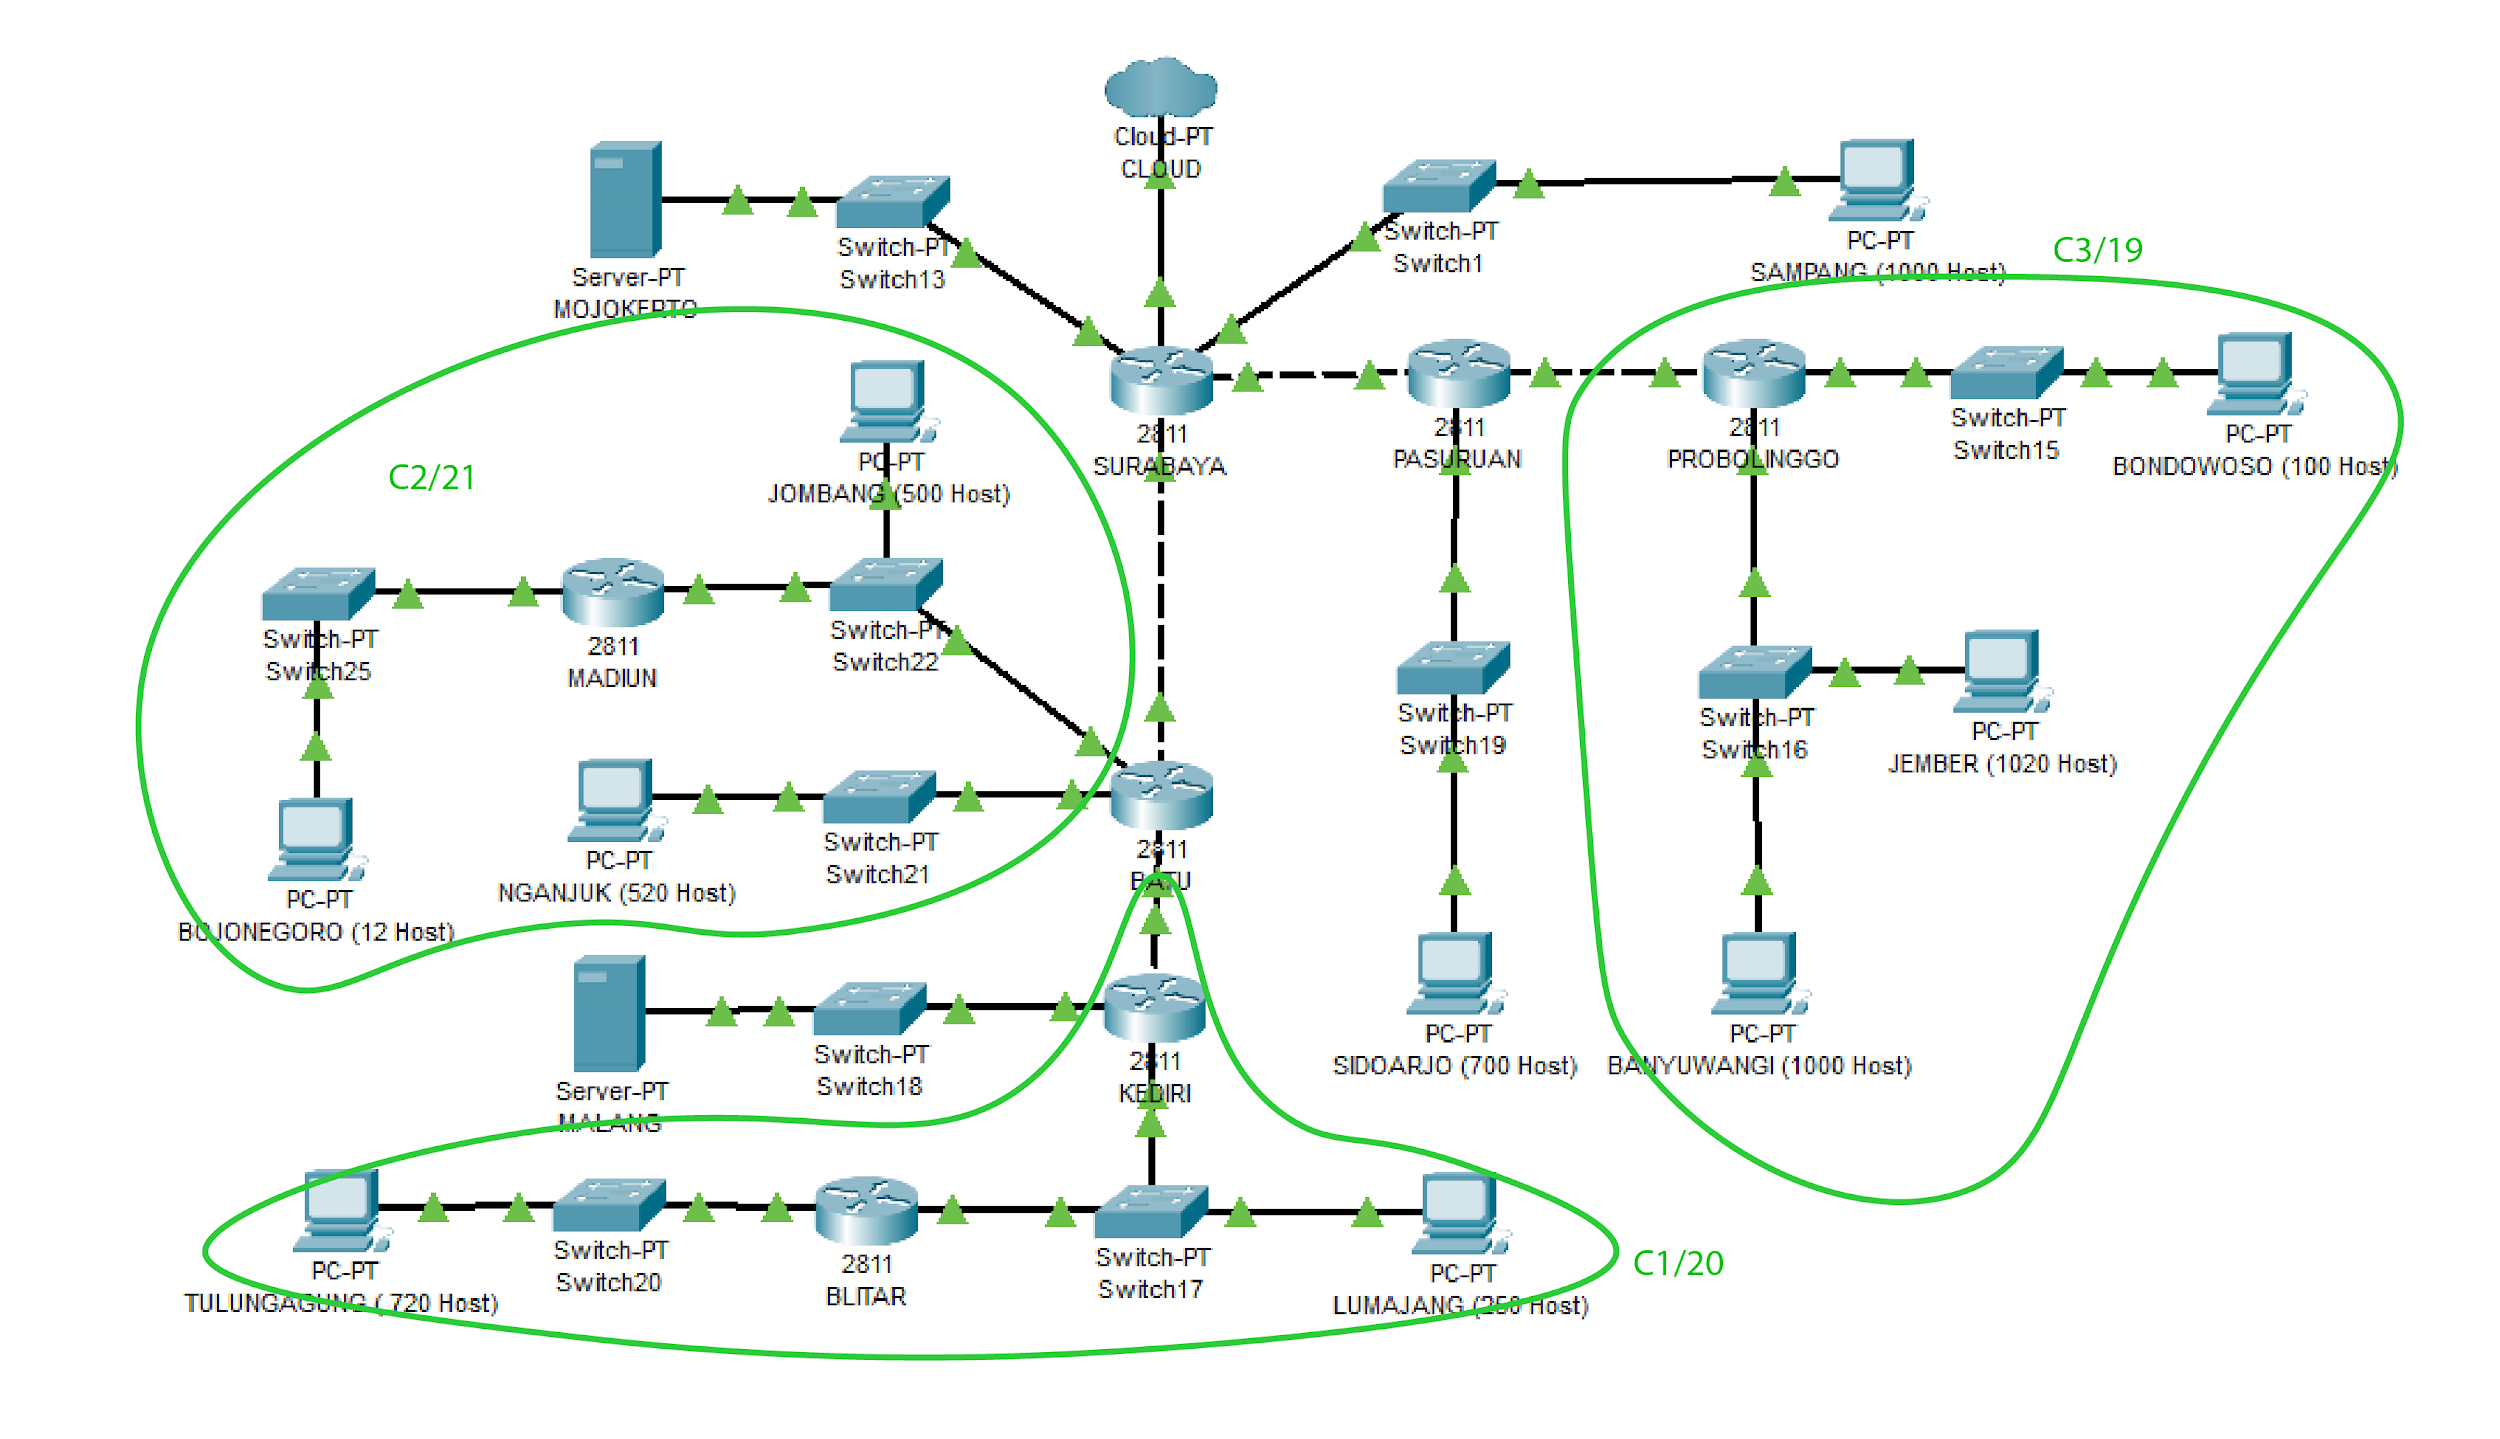 Cloud-PT
CLOUD
Server-PT
MOJOKERTO
Switch-PT
Switch13
Switch-PT
Switch1
PC-PT
SAMPANG (1000 Host)
C3/19
C2/21
PC-PT
JOMBANG (500 Host)
2811
SURABAYA
2811
PASURUAN
2811
PROBOLINGGO
Switch-PT
Switch15
PC-PT
BONDOWOSO (100 Host)
Switch-PT
Switch25
2811
MADIUN
Switch-PT
Switch22
Switch-PT
Switch19
Switch-PT
Switch16
PC-PT
JEMBER (1020 Host)
PC-PT
BOJONEGORO (12 Host)
PC-PT
NGANJUK (520 Host)
Switch-PT
Switch21
2811
BATU
Server-PT
MALANG
Switch-PT
Switch18
2811
KEDIRI
PC-PT
SIDOARJO (700 Host)
PC-PT
BANYUWANGI (1000 Host)
PC-PT
TULUNGAGUNG ( 720 Host)
Switch-PT
Switch20
2811
BLITAR
Switch-PT
Switch17
PC-PT
LUMAJANG (250 Host)
C1/20